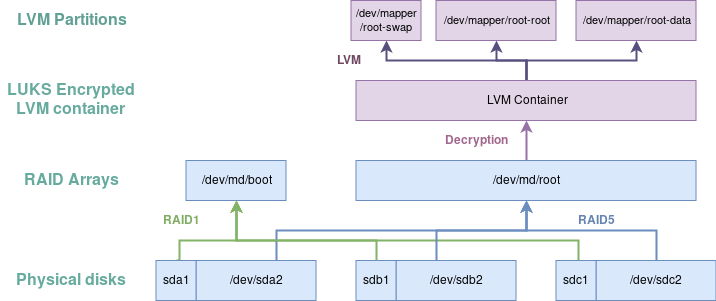 LVM Partitions
/dev/mapper
/root-swap
/dev/mapper/root-root
/dev/mapper/root-data
LVM
LUKS Encrypted
LVM container
LVM Container
Decryption
RAID Arrays
/dev/md/boot
/dev/md/root
RAID1
RAID5
Physical disks
sda1
/dev/sda2
sdb1
/dev/sdb2
sdc1
/dev/sdc2